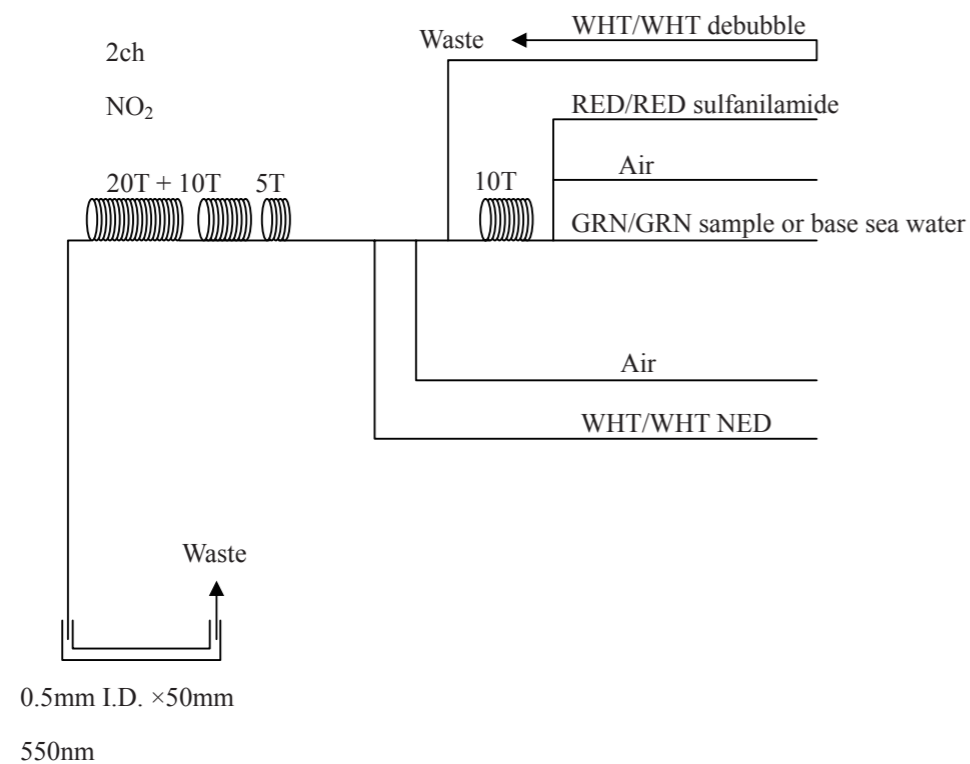 2ch
NO₂
Waste
WHT/WHT debubble
RED/RED sulfanilamide
Air
20T + 10T
5T
10T
GRN/GRN sample or base sea water
Air
WHT/WHT NED
Waste
0.5mm I.D. ×50mm
550nm